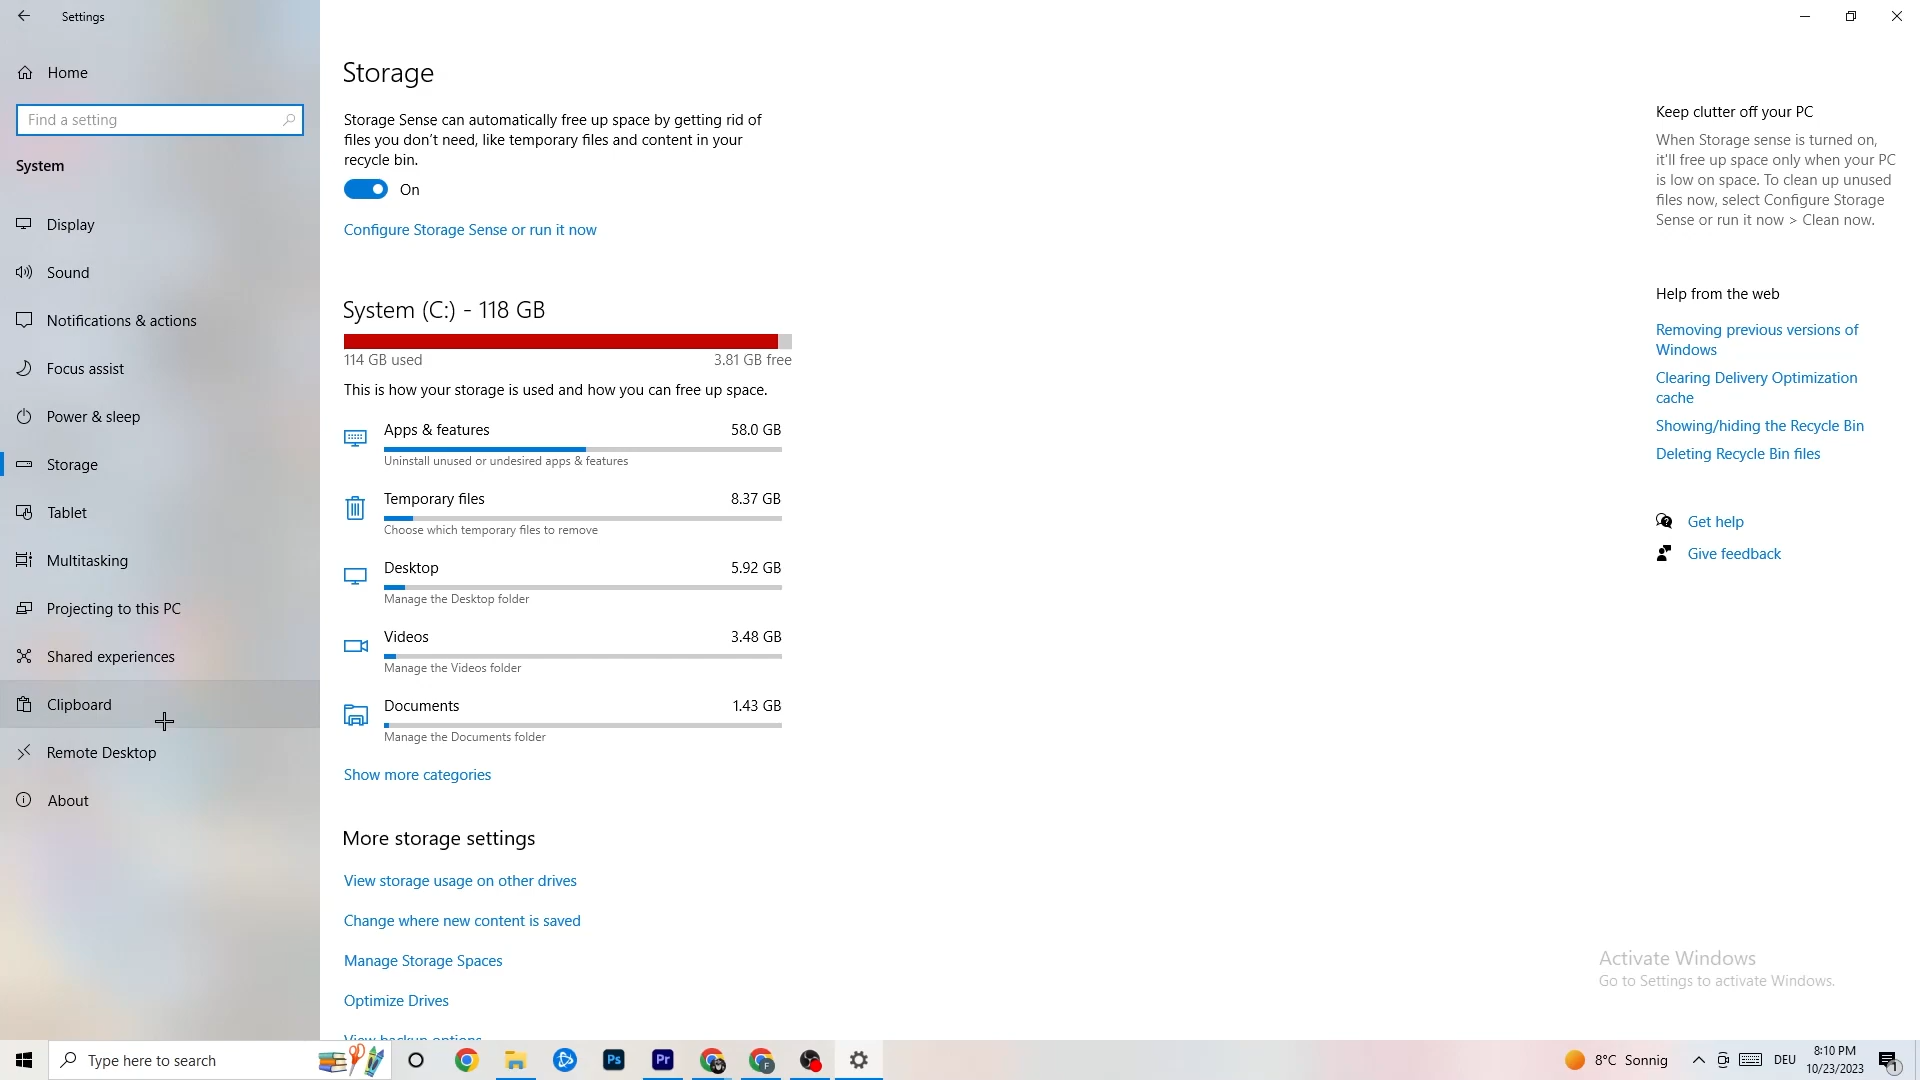 Settings
Home
Find a setting
System
Display
Sound
Notifications & actions
Focus assist
Power & sleep
Storage
Tablet
Multitasking
Projecting to this PC
Shared experiences
Clipboard
Remote Desktop
About
Storage
Storage Sense can automatically free up space by getting rid of
files you don't need, like temporary files and content in your
recycle bin.
On
Configure Storage Sense or run it now
System (C:) - 118 GB
114 GB used 3.81 GB free
This is how your storage is used and how you can free up space.
Apps & features 58.0 GB
Uninstall unused or undesired apps & features
Temporary files 8.37 GB
Choose which temporary files to remove
Desktop 5.92 GB
Manage the Desktop folder
Videos 3.48 GB
Manage the Videos folder
Documents 1.43 GB
Manage the Documents folder
Show more categories
More storage settings
View storage usage on other drives
Change where new content is saved
Manage Storage Spaces
Optimize Drives
View backup options
Keep clutter off your PC
When Storage sense is turned on,
it'll free up space only when your PC
is low on space. To clean up unused
files now, select Configure Storage
Sense or run it now > Clean now.
Help from the web
Removing previous versions of
Windows
Clearing Delivery Optimization
cache
Showing/hiding the Recycle Bin
Deleting Recycle Bin files
Get help
Give feedback
Activate Windows
Go to Settings to activate Windows.
Type here to search
Ps
Pr
F
8°C Sonnig
DEU
8:10 PM
10/23/2023
1